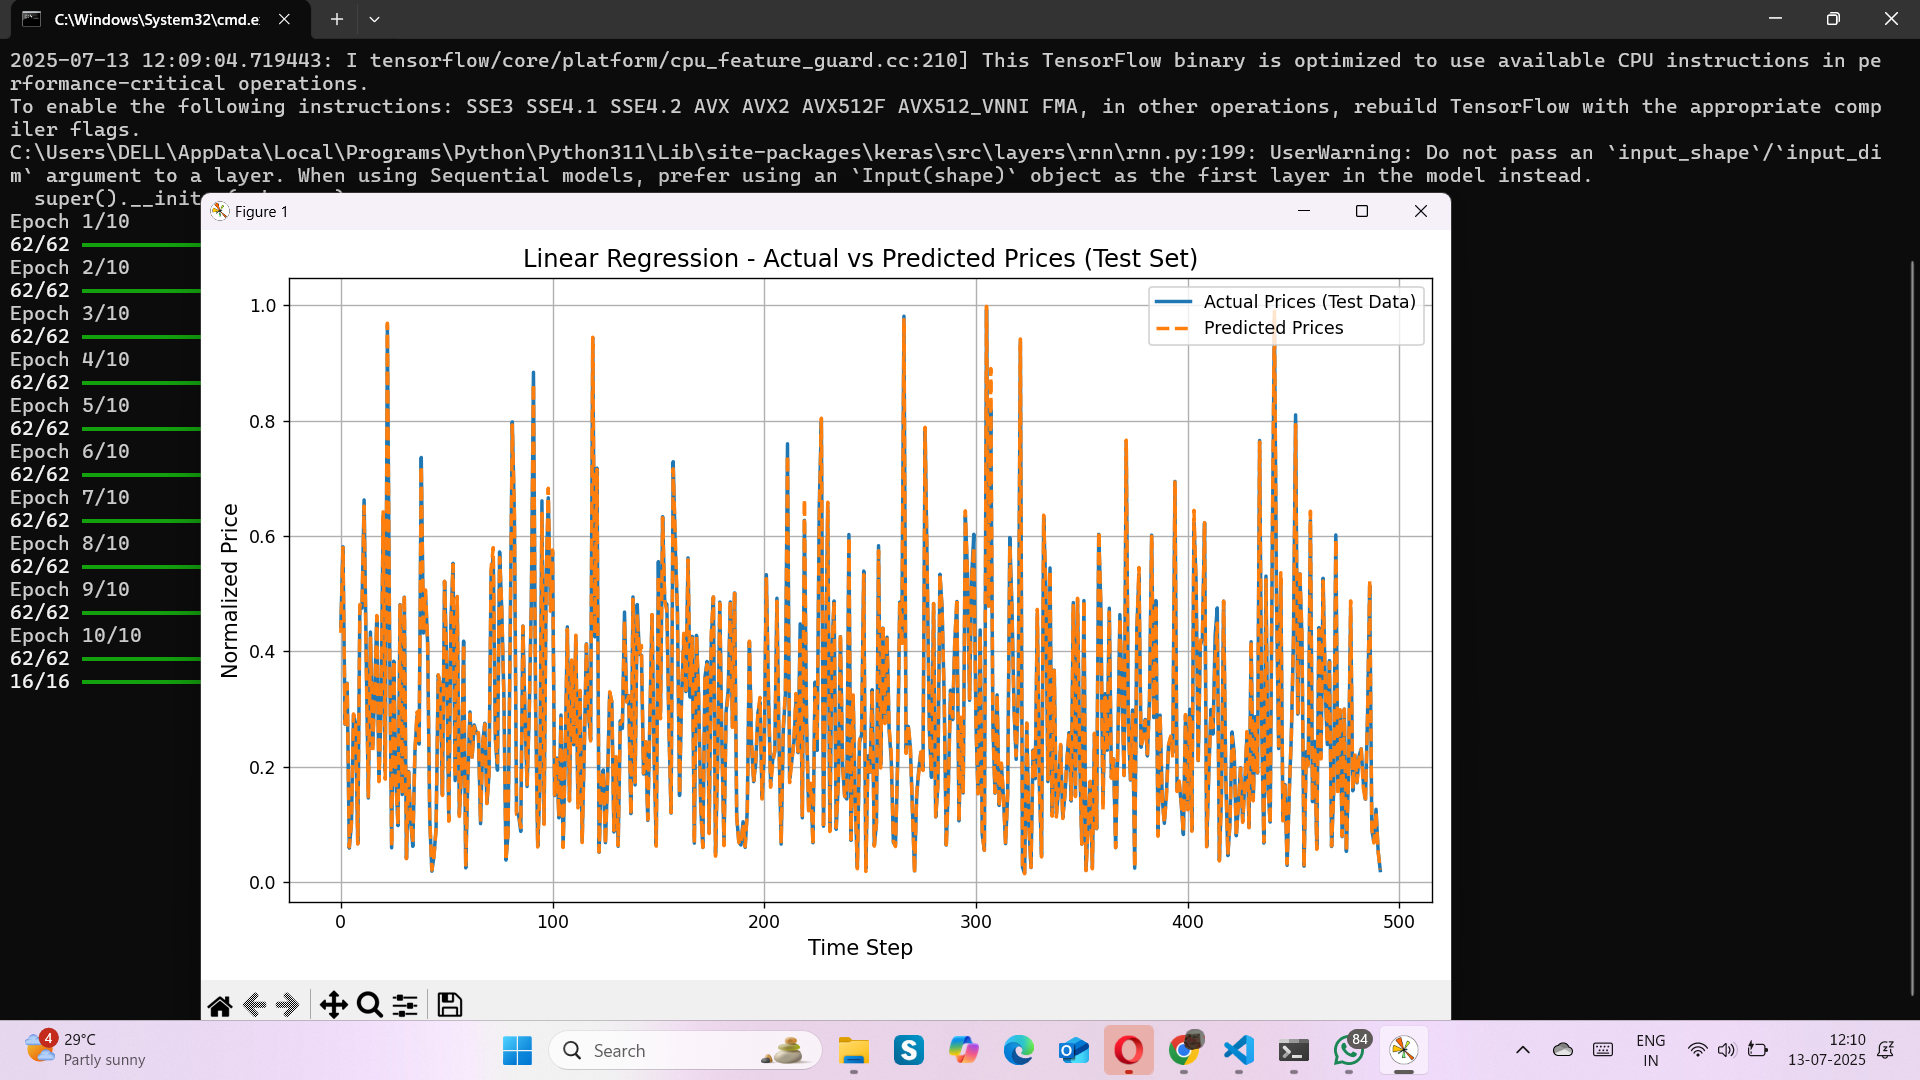 C:\Windows\System32\cmd.e
2025-07-13 12:09:04.719443: I tensorflow/core/platform/cpu_feature_guard.cc:210] This TensorFlow binary is optimized to use available CPU instructions in pe
rformance-critical operations.
To enable the following instructions: SSE3 SSE4.1 SSE4.2 AVX AVX2 AVX512F AVX512_VNNI FMA, in other operations, rebuild TensorFlow with the appropriate comp
iler flags.
C:\Users\DELL\AppData\Local\Programs\Python\Python311\Lib\site-packages\keras\src\layers\rnn\rnn.py:199: UserWarning: Do not pass an `input_shape`/`input_di
m` argument to a layer. When using Sequential models, prefer using an `Input(shape)` object as the first layer in the model instead.
super().__init
Epoch 1/10
62/62
Epoch 2/10
62/62
Epoch 3/10
62/62
Epoch 4/10
62/62
Epoch 5/10
62/62
Epoch 6/10
62/62
Epoch 7/10
62/62
Epoch 8/10
62/62
Epoch 9/10
62/62
Epoch 10/10
62/62
16/16
Figure 1
Linear Regression - Actual vs Predicted Prices (Test Set)
Actual Prices (Test Data)
Predicted Prices
Normalized Price
1.0
0.8
0.6
0.4
0.2
0.0
0 100 200 300 400 500
Time Step
4
29°C
Partly sunny
Search
84
ENG
IN
12:10
13-07-2025